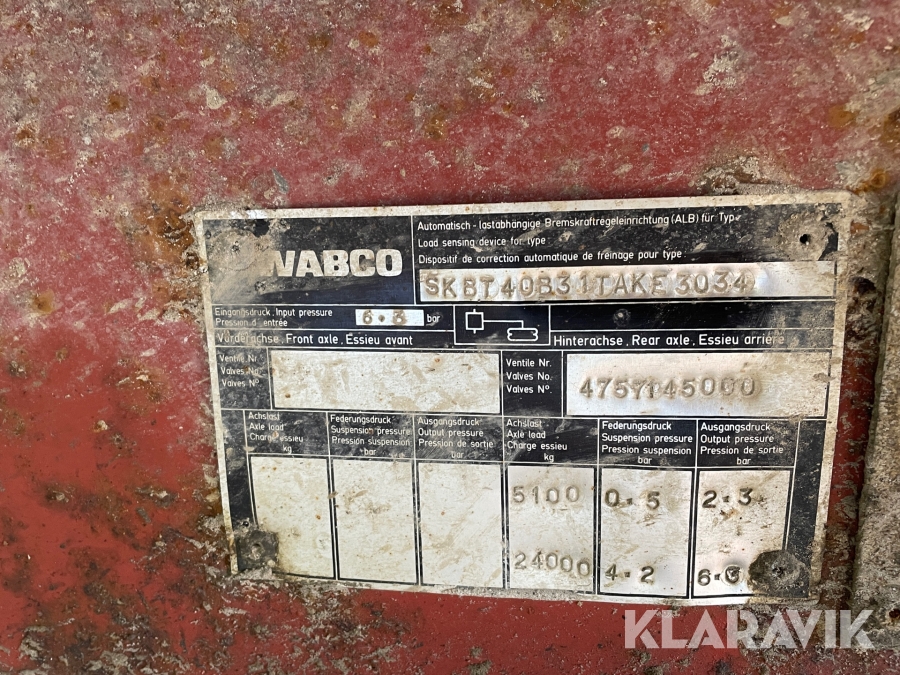 WABCO
Automatisch-lastabhängige Bremskraftregeleinrichtung (ALB) für Typ
Load sensing device for type
Dispositif de correction automatique de freinage pour type:
SKBT40B31TAKE3034
Eingangsdruck. Input pressure
Pression d'entrée
6.3 bar
Vorderachse. Front axle. Essieu avant
Hinterachse. Rear axle. Essieu arrière
Ventile Nr.
Valves No.
Valves Nº
Ventile Nr.
Valves No.
Valves Nº
Achslast
Axle load
Charge essieu
kg
Federungsdruck
Suspension pressure
Pression suspension
bar
Ausgangsdruck
Output pressure
Pression de sortie
bar
Achslast
Axle load
Charge essieu
kg
Federungsdruck
Suspension pressure
Pression suspension
bar
Ausgangsdruck
Output pressure
Pression de sortie
bar
5100 0.5 2.3
24000 4.2
KLARAVIK